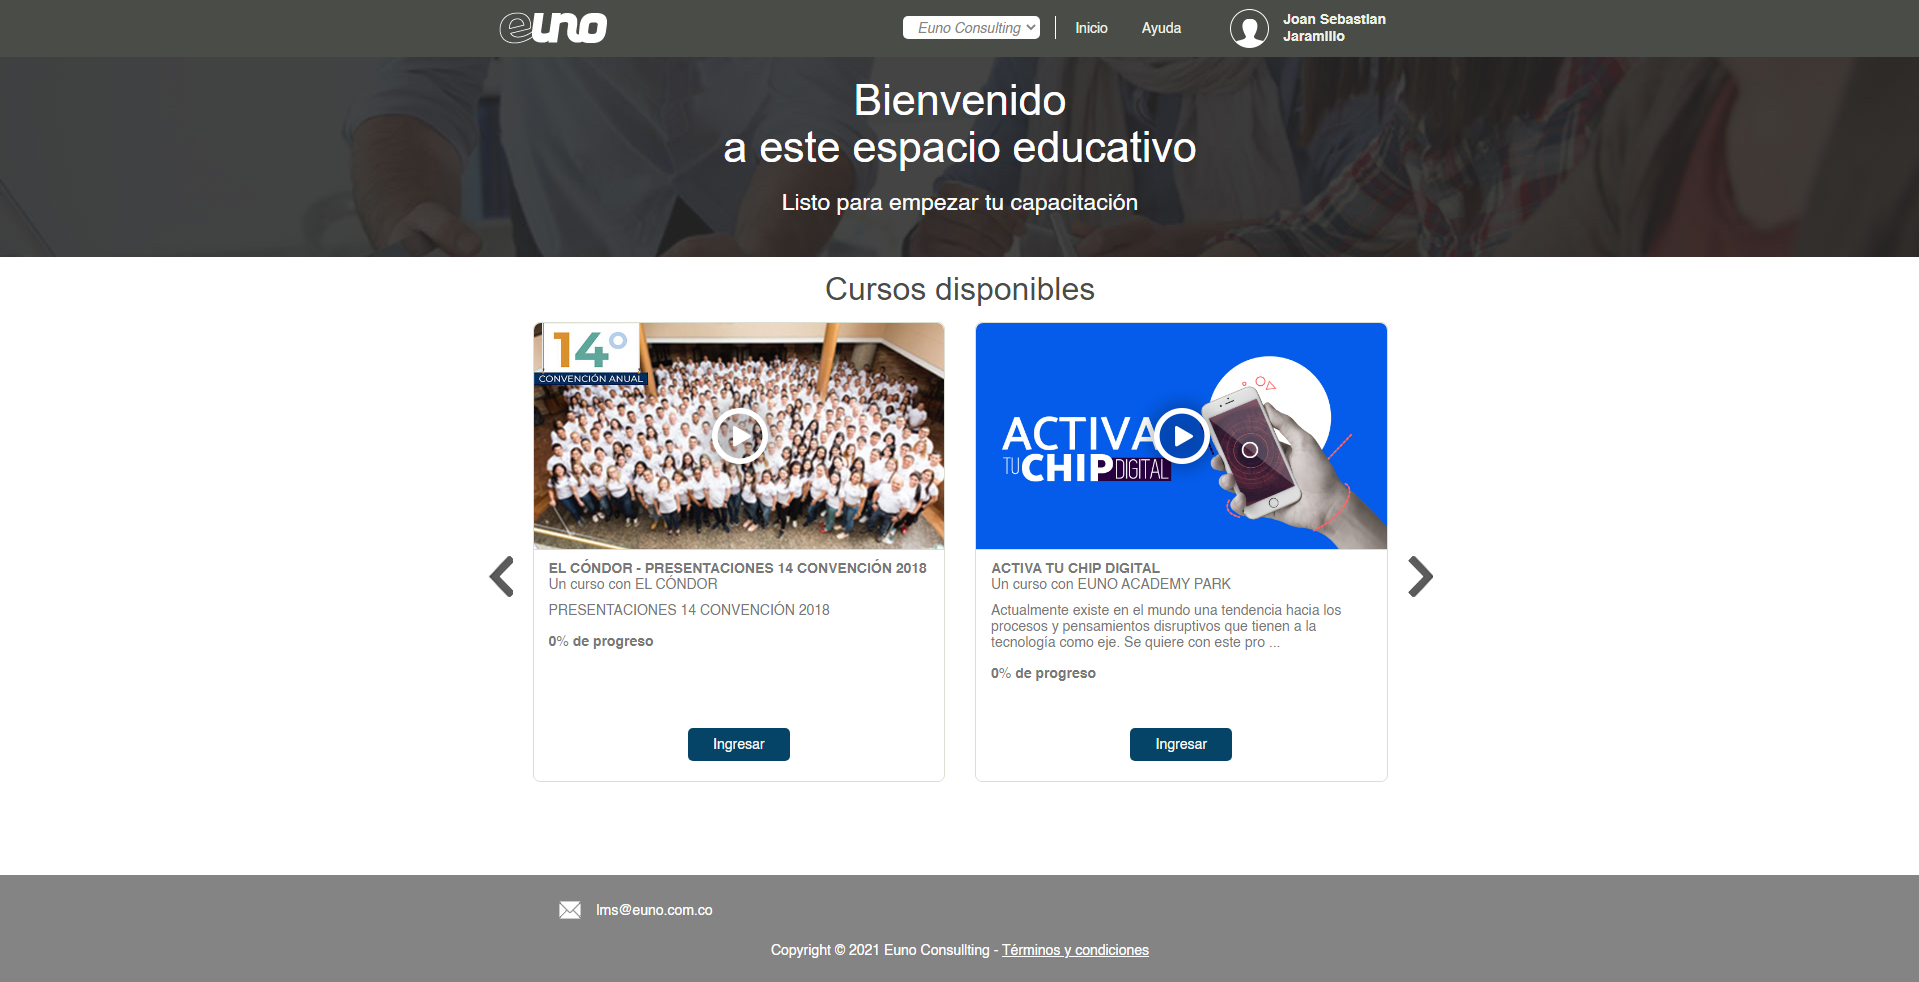 euno
Euno Consulting
Inicio
Ayuda
Joan Sebastian
Jaramillo
Bienvenido
a este espacio educativo
Listo para empezar tu capacitación
Cursos disponibles
14°
CONVENCIÓN ANUAL
EL CÓNDOR - PRESENTACIONES 14 CONVENCIÓN 2018
Un curso con EL CÓNDOR
PRESENTACIONES 14 CONVENCIÓN 2018
0% de progreso
Ingresar
ACTIVA
TU CHIP DIGITAL
ACTIVA TU CHIP DIGITAL
Un curso con EUNO ACADEMY PARK
Actualmente existe en el mundo una tendencia hacia los
procesos y pensamientos disruptivos que tienen a la
tecnología como eje. Se quiere con este pro ...
0% de progreso
Ingresar
lms@euno.com.co
Copyright © 2021 Euno Consullting - Términos y condiciones